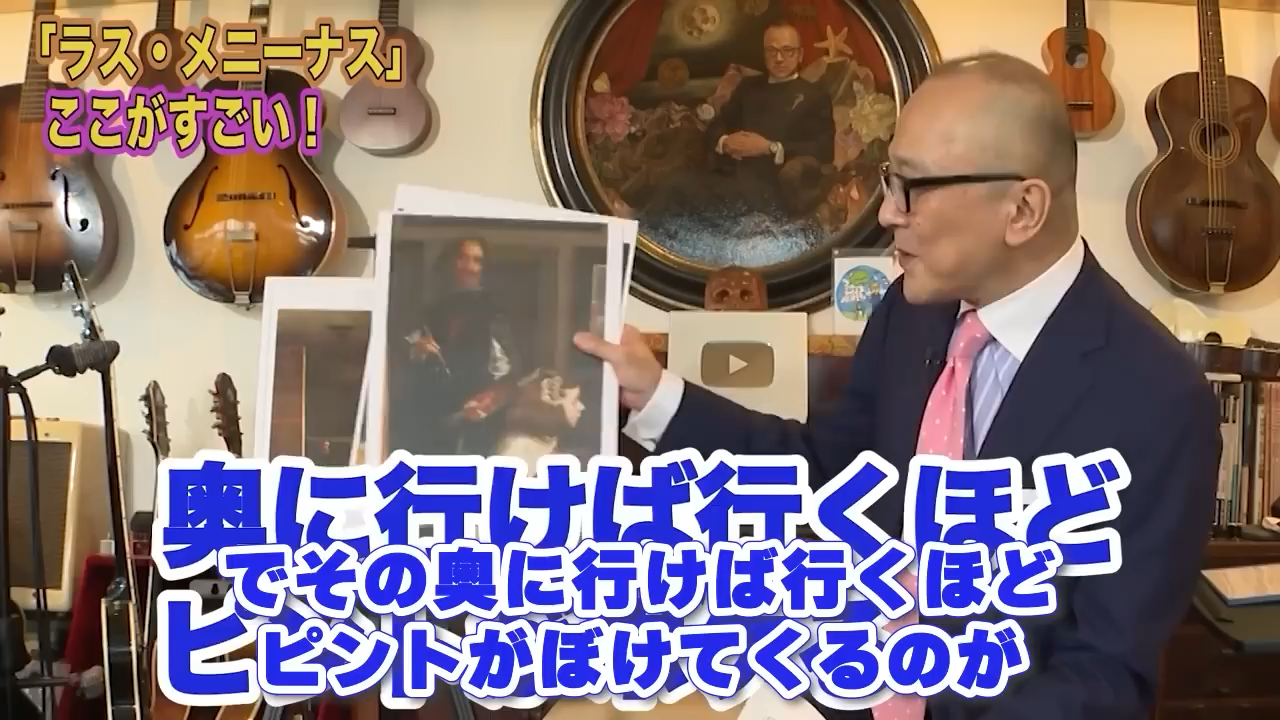 「ラス・メニーナス」
ここがすごい！
奥に行けば行くほど
でその奥に行けば行くほど
ピントがぼけてくるのが